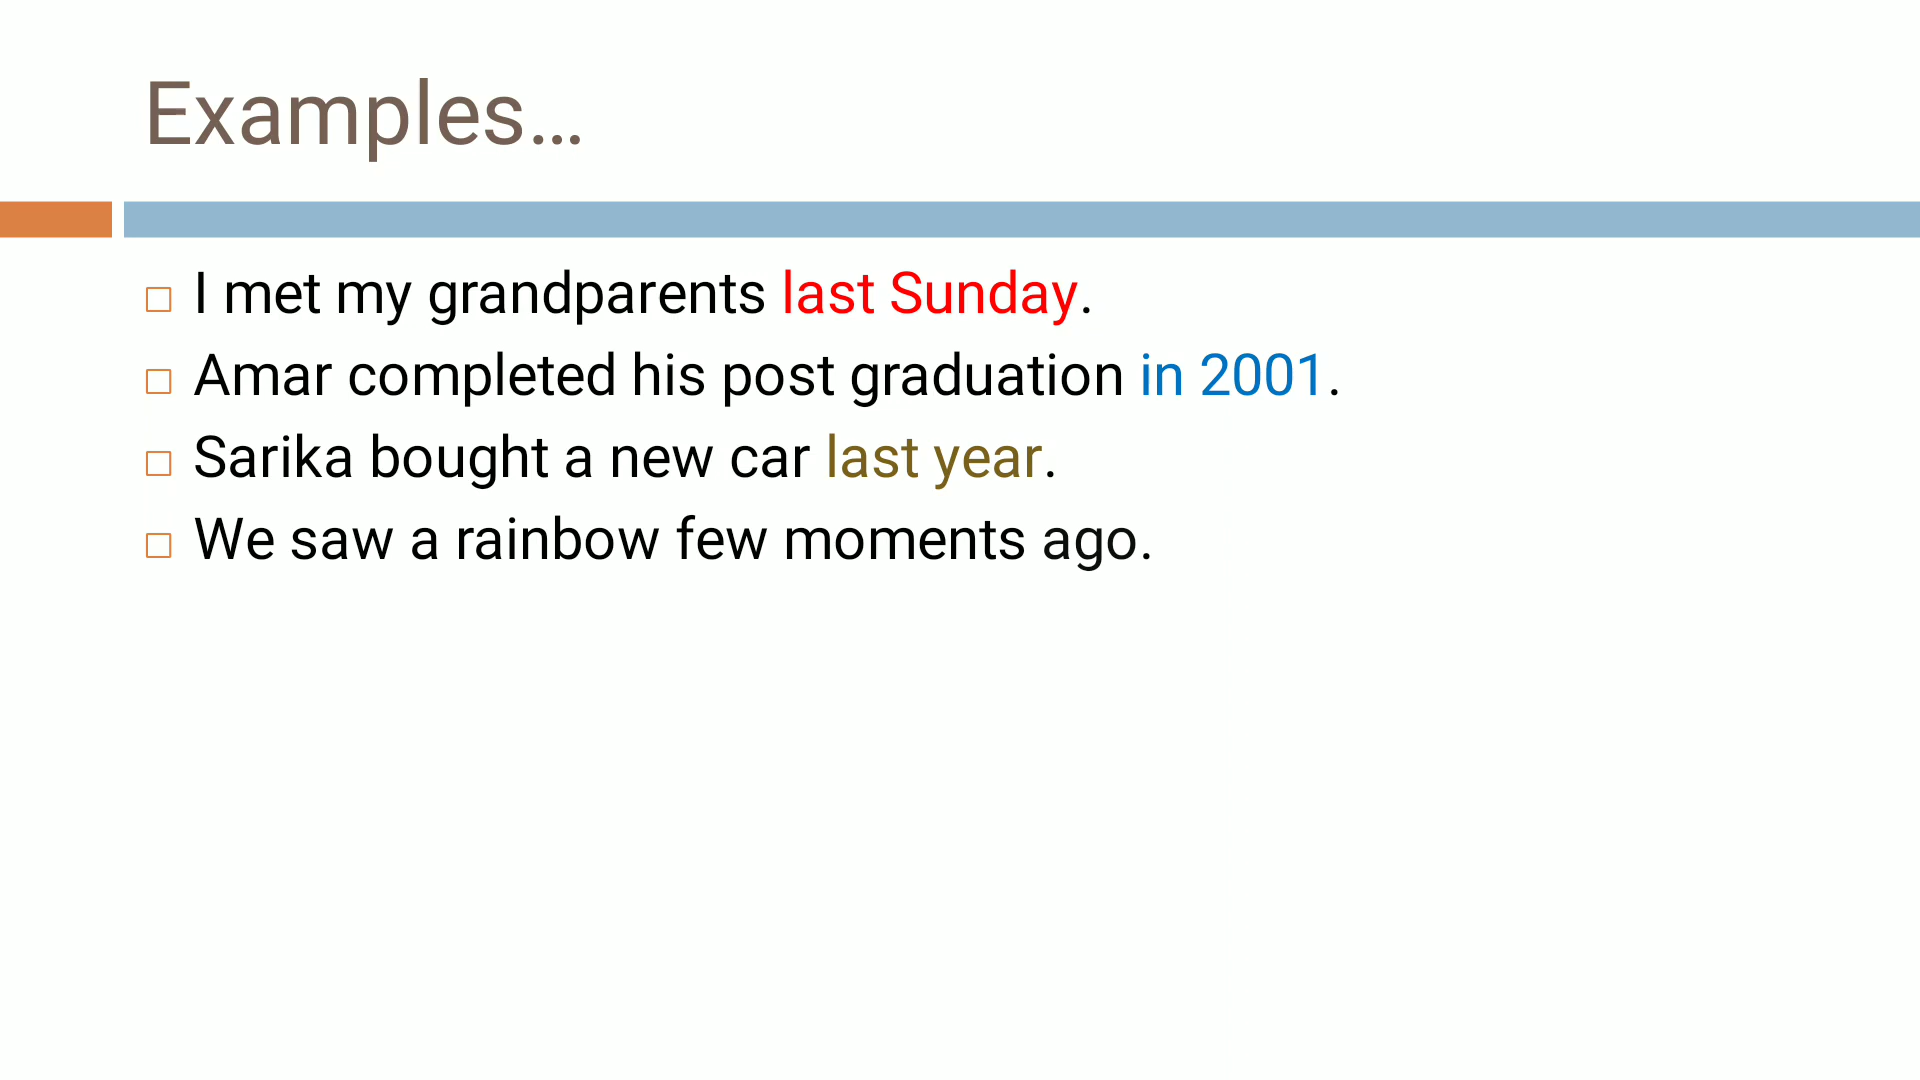 Examples…
I met my grandparents last Sunday.
Amar completed his post graduation in 2001.
Sarika bought a new car last year.
We saw a rainbow few moments ago.